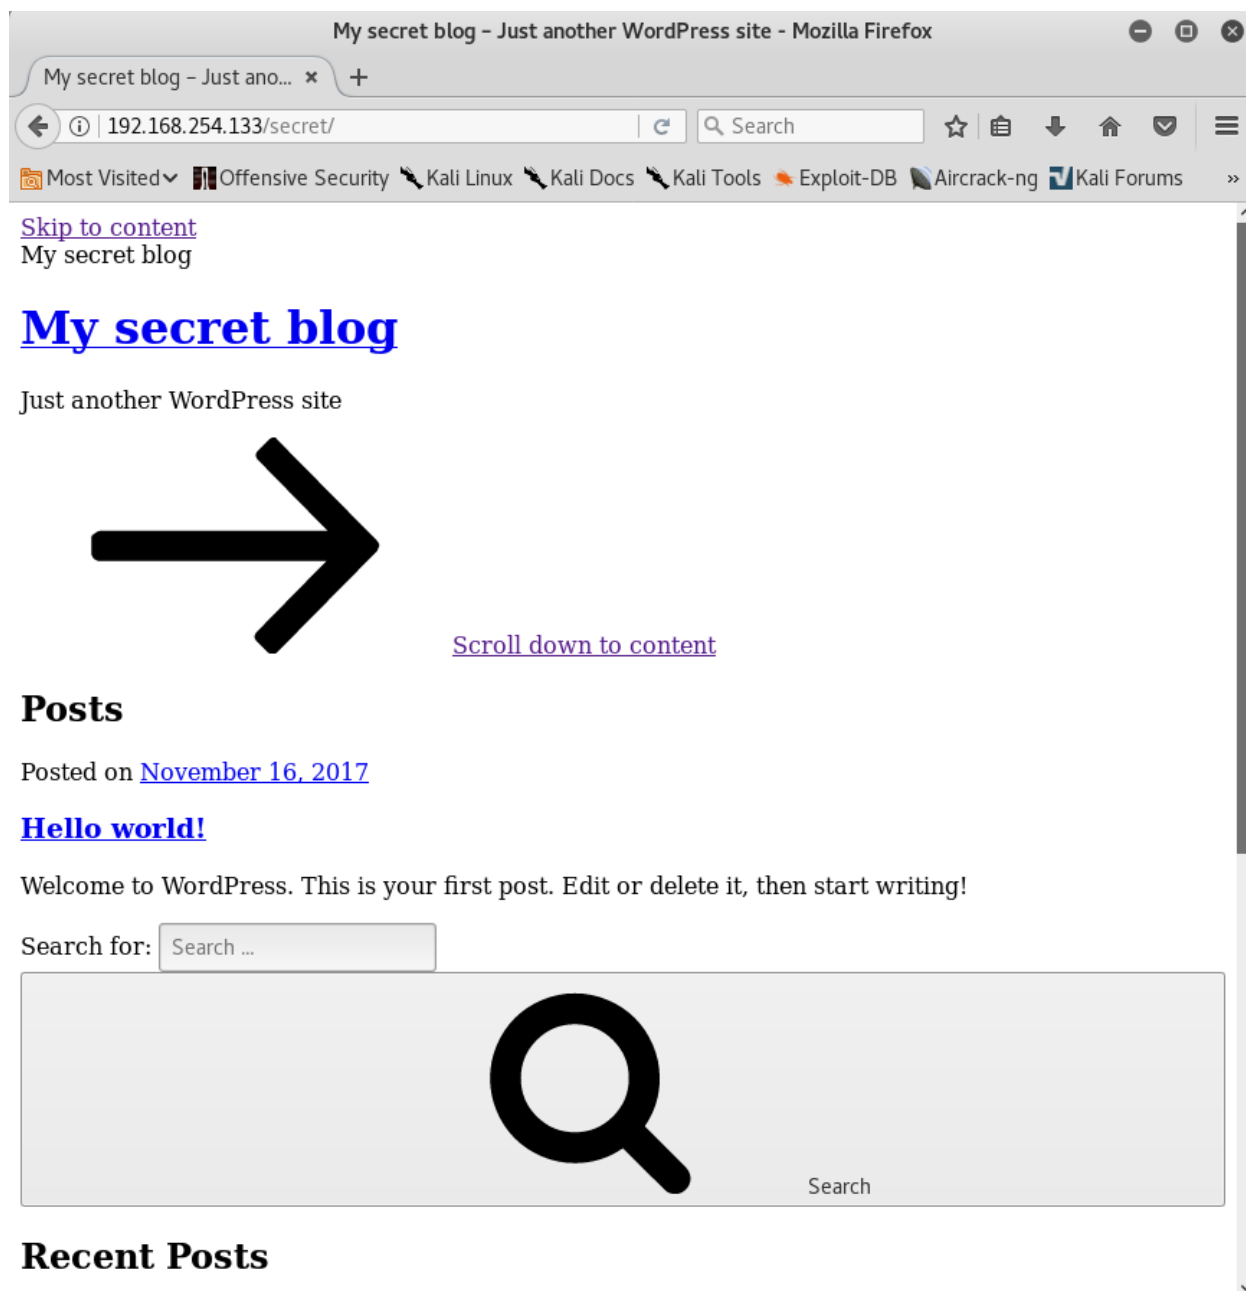 My secret blog – Just another WordPress site - Mozilla Firefox
My secret blog – Just ano...
192.168.254.133/secret/
Search
Most Visited Offensive Security Kali Linux Kali Docs Kali Tools Exploit-DB Aircrack-ng Kali Forums »
Skip to content
My secret blog
My secret blog
Just another WordPress site
Scroll down to content
Posts
Posted on November 16, 2017
Hello world!
Welcome to WordPress. This is your first post. Edit or delete it, then start writing!
Search for: Search ...
Search
Recent Posts